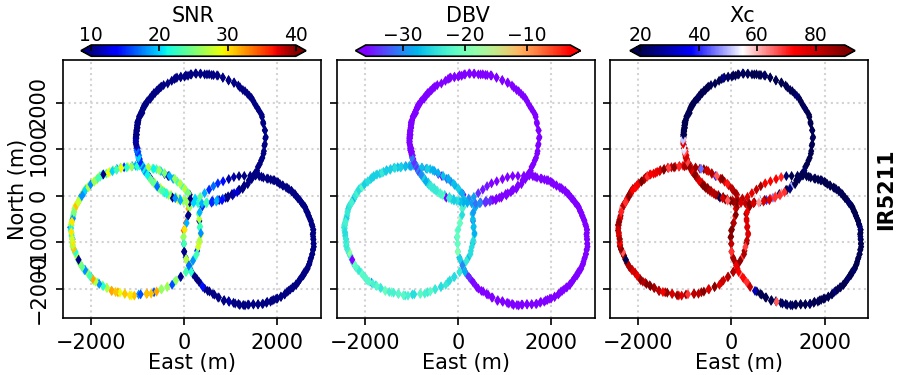 SNR DBV Xc
10 20 30 40 −30 −20 −10 20 40 60 80
North (m)
2000
1000
0
−1000
−2000
−2000 0 2000 −2000 0 2000 −2000 0 2000
East (m) East (m) East (m)
IR5211